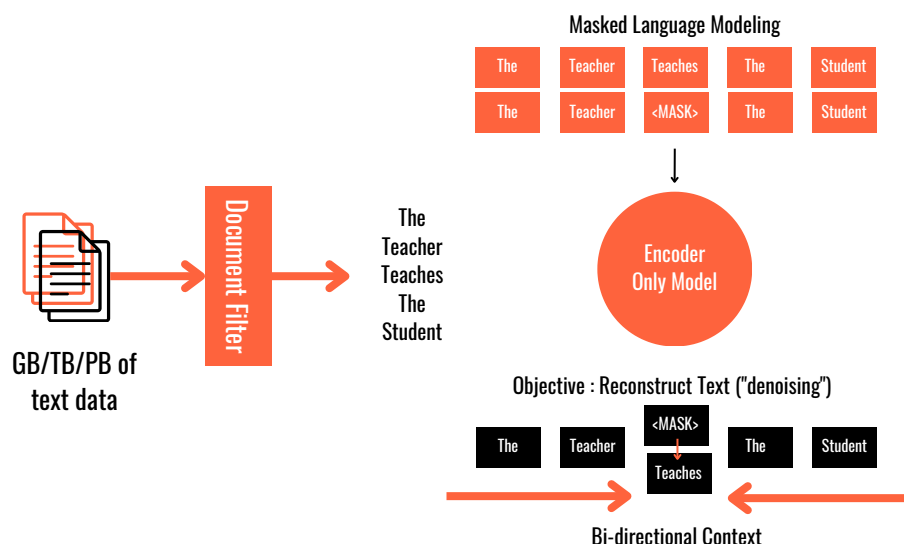 Masked Language Modeling
The Teacher Teaches The Student
The Teacher <MASK> The Student
Document Filter
The
Teacher
Teaches
The
Student
Encoder
Only Model
GB/TB/PB of
text data
Objective : Reconstruct Text ("denoising")
<MASK>
The Teacher The Student
Teaches
Bi-directional Context